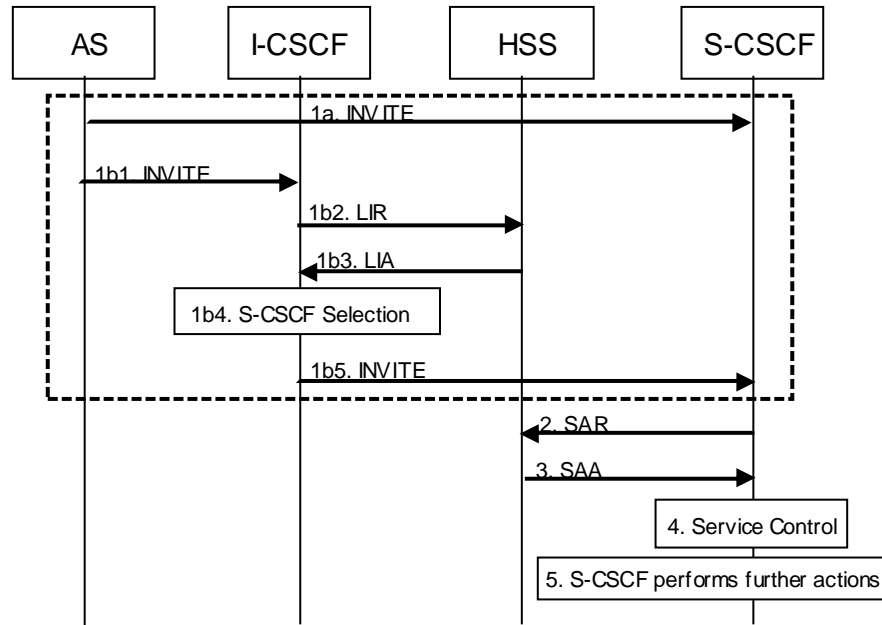 AS
I-CSCF
HSS
S-CSCF
1a. INVITE
1b1. INVITE
1b2. LIR
1b3. LIA
1b4. S-CSCF Selection
1b5. INVITE
2. SAR
3. SAA
4. Service Control
5. S-CSCF performs further actions